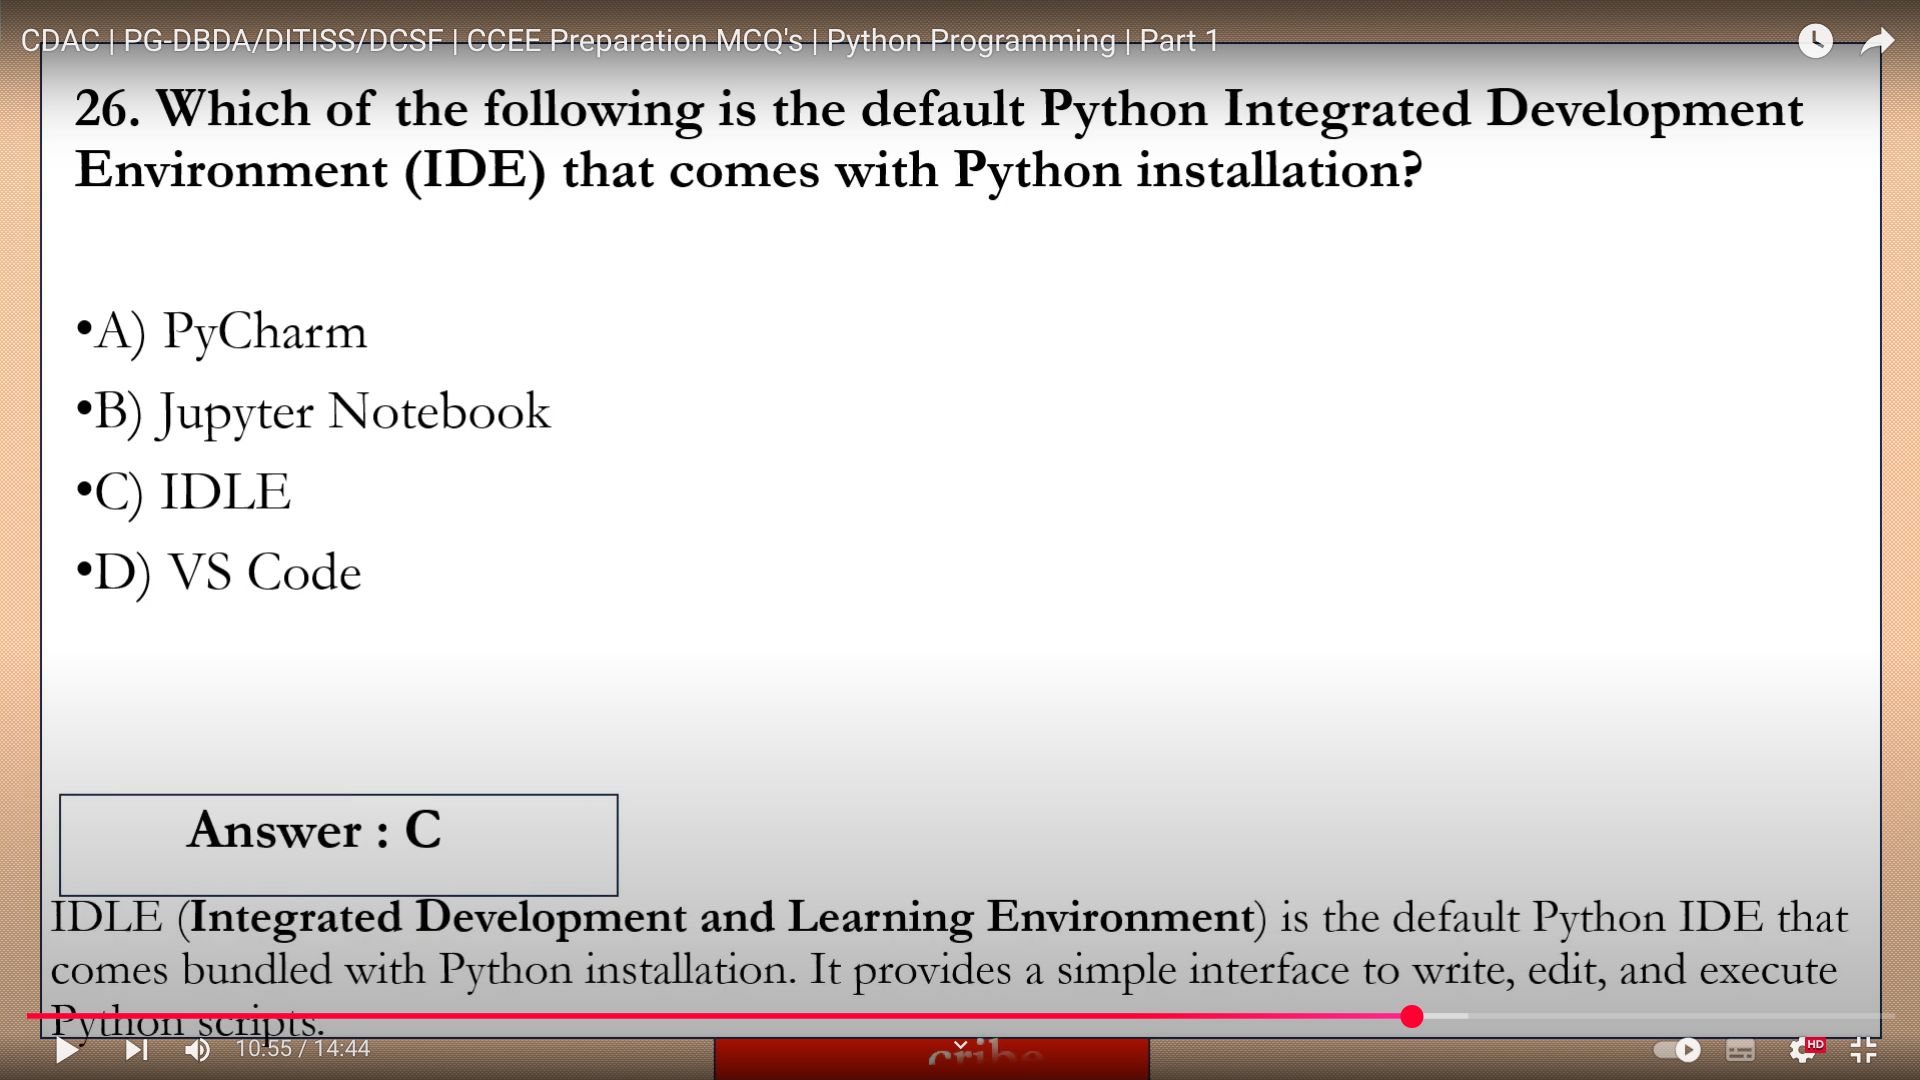 CDAC | PG-DBDA/DITISS/DCSF | CCEE Preparation MCQ's | Python Programming | Part 1
26. Which of the following is the default Python Integrated Development
Environment (IDE) that comes with Python installation?
•A) PyCharm
•B) Jupyter Notebook
•C) IDLE
•D) VS Code
Answer : C
IDLE (Integrated Development and Learning Environment) is the default Python IDE that
comes bundled with Python installation. It provides a simple interface to write, edit, and execute
Python scripts.
10:55 / 14:44
HD